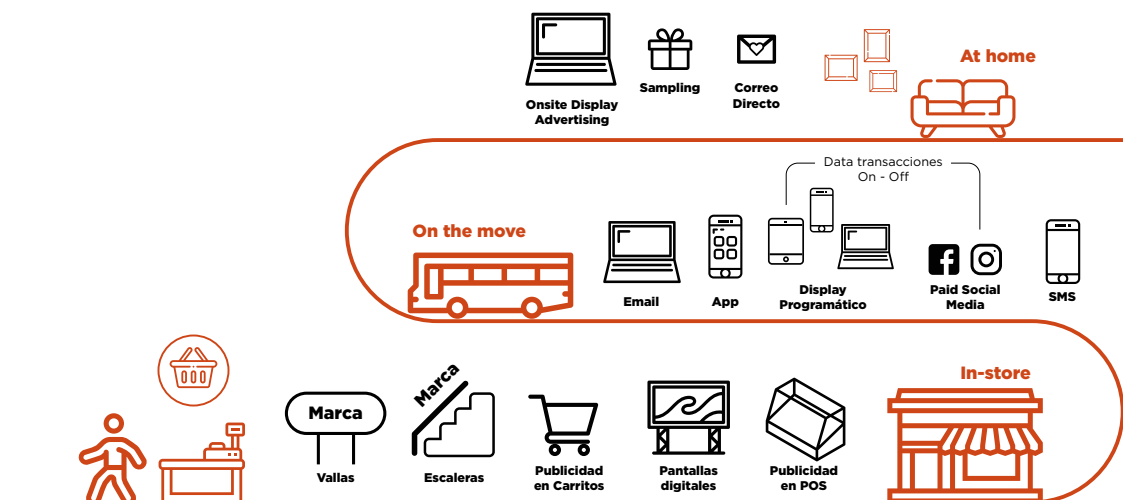 At home
Onsite Display
Advertising
Sampling
Correo
Directo
Data transacciones
On - Off
On the move
Email
App
Display
Programático
Paid Social
Media
SMS
In-store
Marca
Vallas
Marca
Escaleras
Publicidad
en Carritos
Pantallas
digitales
Publicidad
en POS